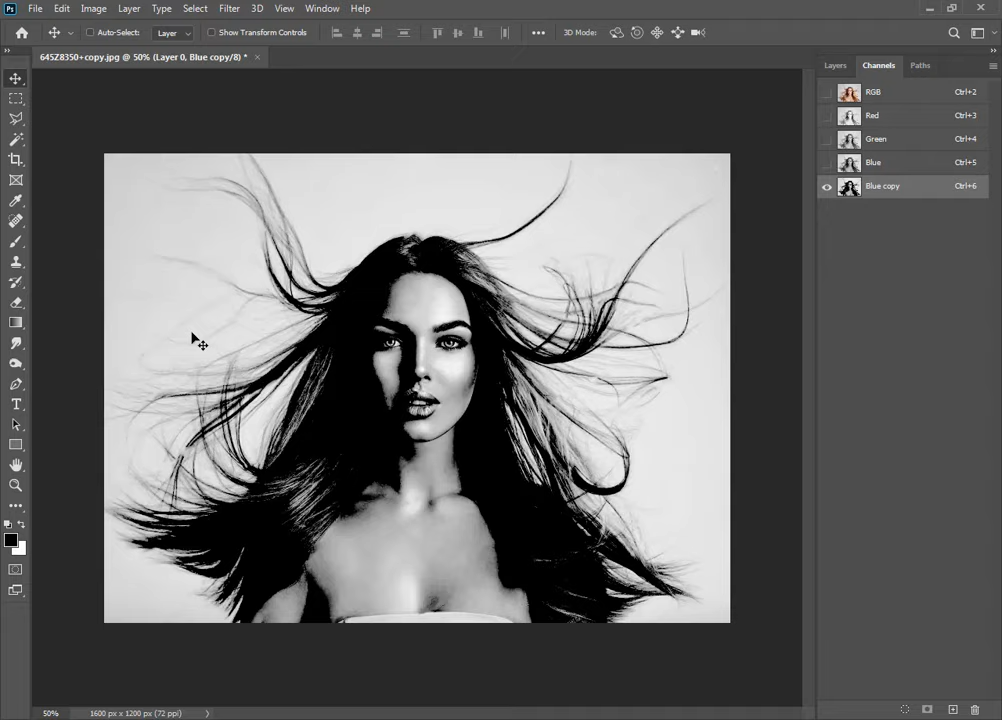 Ps File Edit Image Layer Type Select Filter 3D View Window Help
Auto-Select: Layer Show Transform Controls 3D Mode:
645Z8350+copy.jpg @ 50% (Layer 0, Blue copy/8) *
Layers Channels Paths
RGB Ctrl+2
Red Ctrl+3
Green Ctrl+4
Blue Ctrl+5
Blue copy Ctrl+6
T
50% 1600 px x 1200 px (72 ppi)